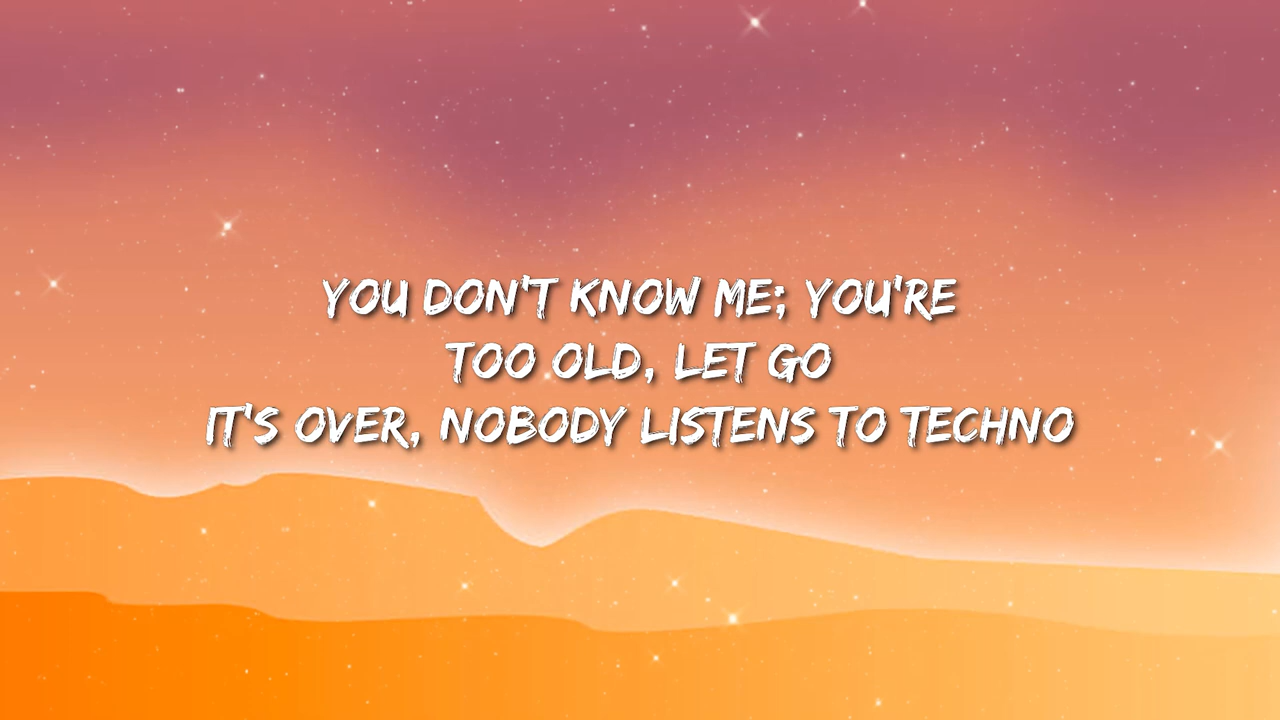 YOU DON'T KNOW ME; YOU'RE
TOO OLD, LET GO
IT'S OVER, NOBODY LISTENS TO TECHNO